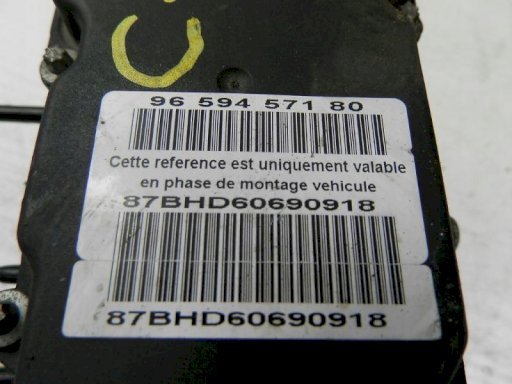 96 594 571 80
Cette reference est uniquement valable
en phase de montage vehicule
87BHD60690918
87BHD60690918